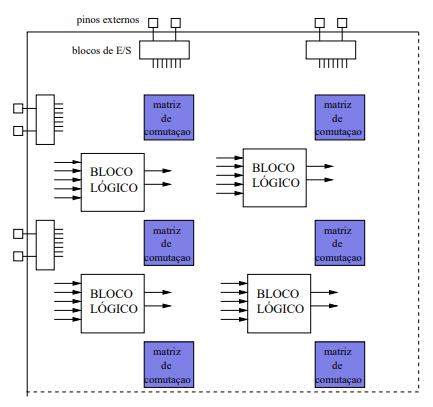 pinos externos
blocos de E/S
matriz
de
comutaçao
matriz
de
comutaçao
BLOCO
LÓGICO
BLOCO
LÓGICO
matriz
de
comutaçao
matriz
de
comutaçao
BLOCO
LÓGICO
BLOCO
LÓGICO
matriz
de
comutaçao
matriz
de
comutaçao